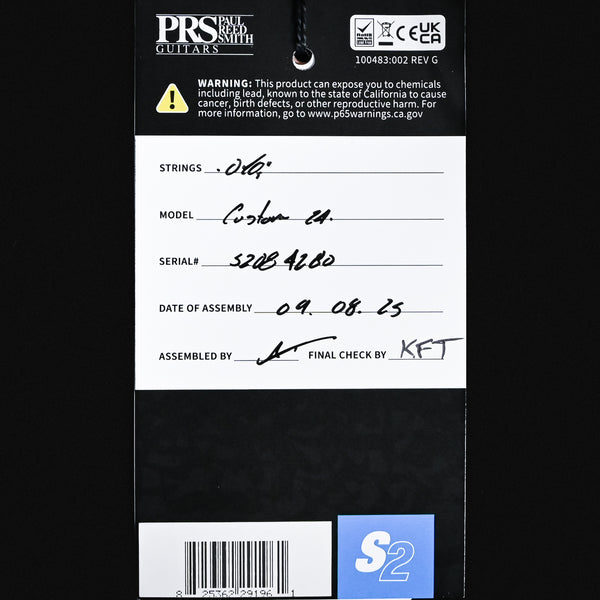 PRS PAUL REED SMITH
GUITARS
CE UK CA
100483:002 REV G
WARNING: This product can expose you to chemicals
including lead, known to the state of California to cause
cancer, birth defects, or other reproductive harm. For
more information, go to www.p65warnings.ca.gov
STRINGS .010
MODEL Custom 24.
SERIAL# S2084280
DATE OF ASSEMBLY 09. 08. 25
ASSEMBLED BY FINAL CHECK BY KFT
S2
8 25362 29196 1